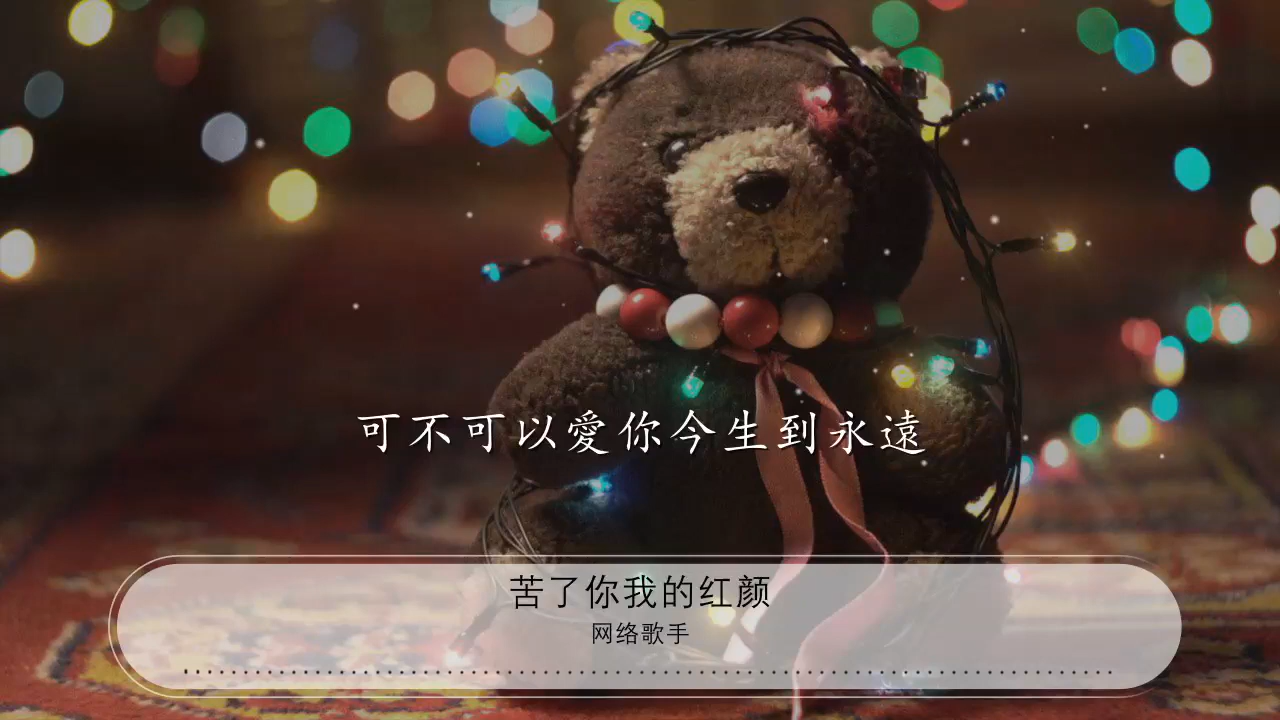 可不可以愛你今生到永遠
苦了你我的红颜
网络歌手